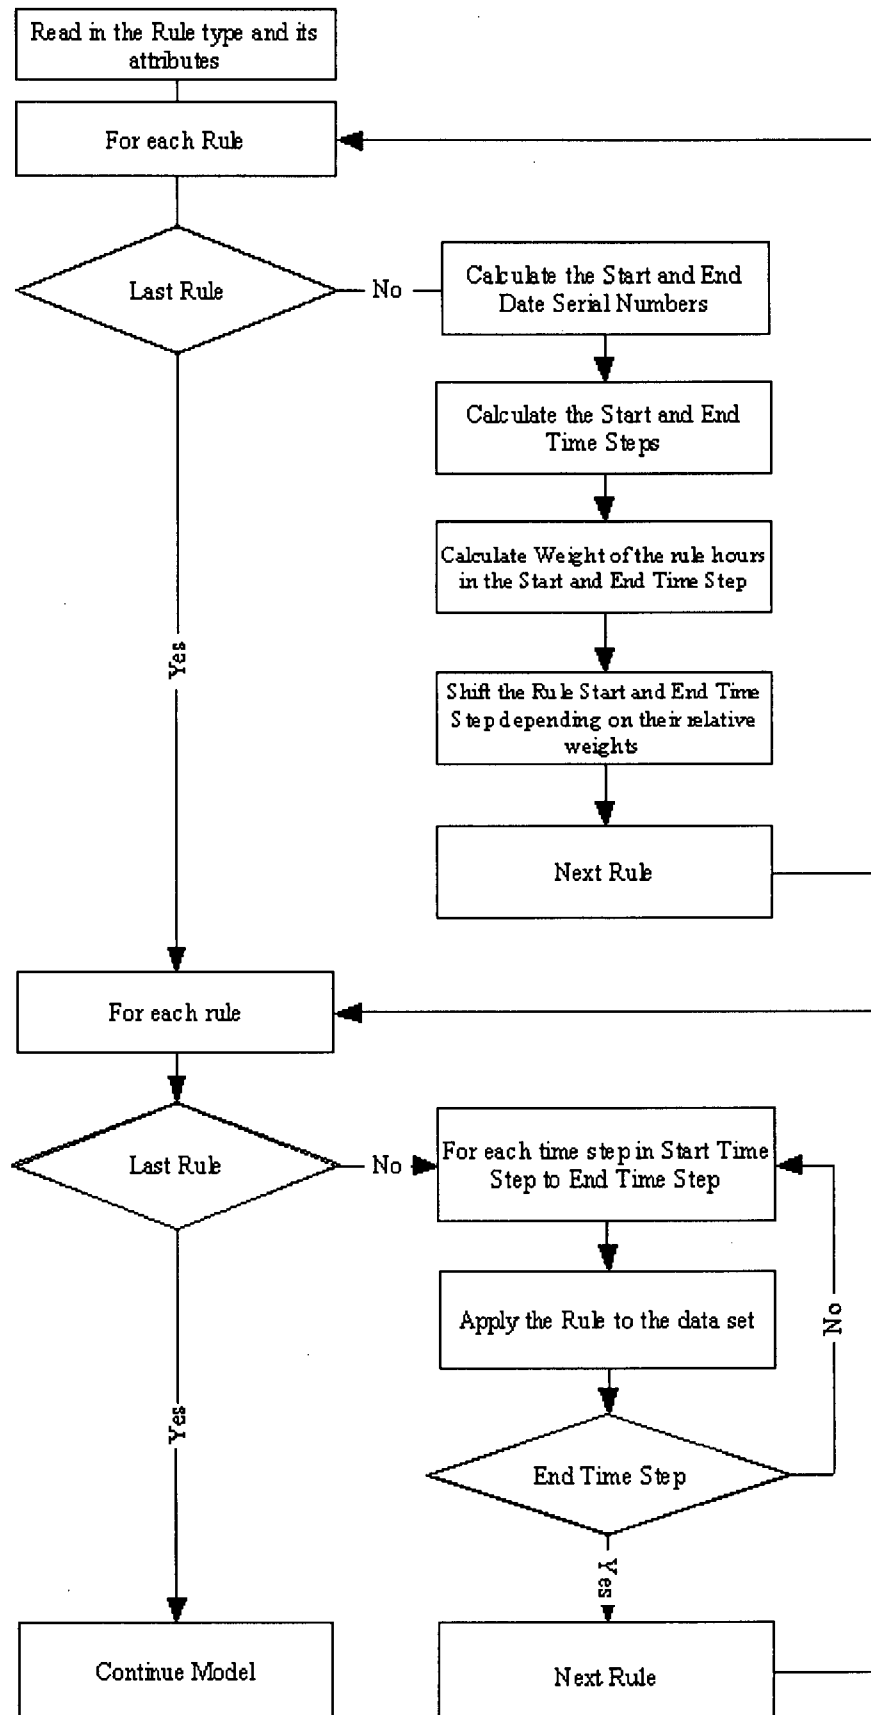 Read in the Rule type and its
attributes
For each Rule
Last Rule
No
Calculate the Start and End
Date Serial Numbers
Calculate the Start and End
Time Steps
Calculate Weight of the rule hours
in the Start and End Time Step
Yes
Shift the Rule Start and End Time
Step depending on their relative
weights
Next Rule
For each rule
Last Rule
No
For each time step in Start Time
Step to End Time Step
Apply the Rule to the data set
No
Yes
End Time Step
Yes
Continue Model
Next Rule